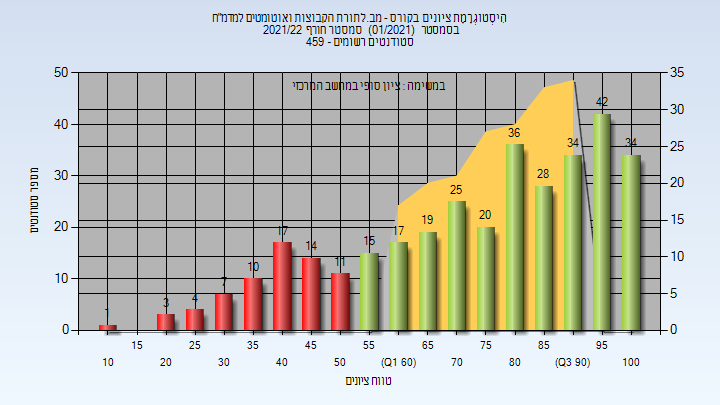 הִיסְטוֹגְרַמַת ציונים בקורס - מב.לתורת הקבוצות ואוטומטים למדמ"ח
בסמסטר (01/2021) סמסטר חורף 2021/22
סטודנטים רשומים - 459
במשימה : ציון סופי במחשב המרכזי
מספר סטודנטים
50 40 30 20 10 0
35 30 25 20 15 10 5 0
1 3 4 7 10 17 14 11 15 17 19 25 20 36 28 34 42 34
15 25 35 45 55 65 75 85 95
10 20 30 40 50 (Q1 60) 70 80 (Q3 90) 100
טווח ציונים